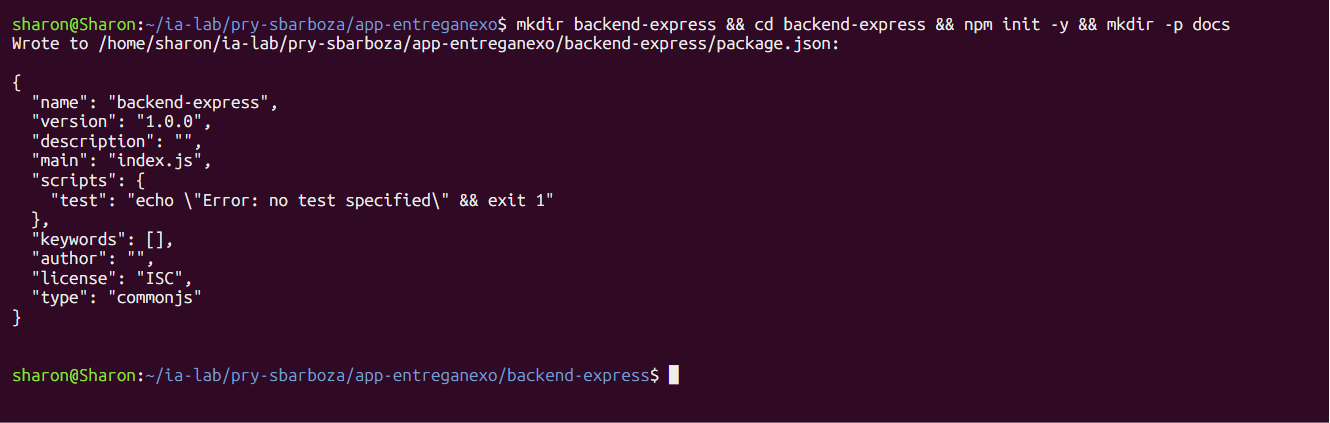 sharon@Sharon:~/ia-lab/pry-sbarboza/app-entreganexo$ mkdir backend-express && cd backend-express && npm init -y && mkdir -p docs
Wrote to /home/sharon/ia-lab/pry-sbarboza/app-entreganexo/backend-express/package.json:

{
  "name": "backend-express",
  "version": "1.0.0",
  "description": "",
  "main": "index.js",
  "scripts": {
    "test": "echo \"Error: no test specified\" && exit 1"
  },
  "keywords": [],
  "author": "",
  "license": "ISC",
  "type": "commonjs"
}

sharon@Sharon:~/ia-lab/pry-sbarboza/app-entreganexo/backend-express$